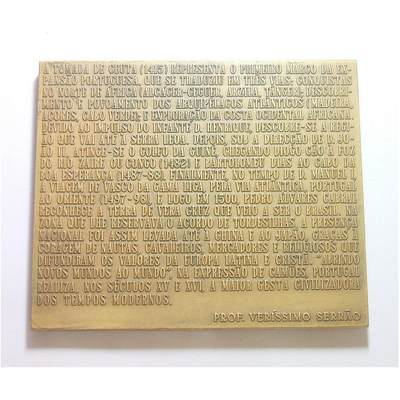 A TOMADA DE CEUTA (1415) REPRESENTA O PRIMEIRO MARCO DA EX-
PANSÃO PORTUGUESA, QUE SE TRADUZIU EM TRÊS VIAS: CONQUISTAS
NO NORTE DE ÁFRICA (ALCÁCER-CEGUER, ARZILA, TÂNGER); DESCOBRI-
MENTO E POVOAMENTO DOS ARQUIPÉLAGOS ATLÂNTICOS (MADEIRA,
AÇORES, CABO VERDE); E EXPLORAÇÃO DA COSTA OCIDENTAL AFRICANA.
DEVIDO AO IMPULSO DO INFANTE D. HENRIQUE, DESCOBRE-SE A REGI-
ÃO QUE VAI ATÉ À SERRA LEOA. DEPOIS, SOB A DIRECÇÃO DE D. JO-
ÃO II, ATINGE-SE O GOLFO DA GUINÉ, CHEGANDO DIOGO CÃO À FOZ
DO RIO ZAIRE OU CONGO (1482) E BARTOLOMEU DIAS AO CABO DA
BOA ESPERANÇA (1487-88). FINALMENTE, NO TEMPO DE D. MANUEL I,
A VIAGEM DE VASCO DA GAMA LIGA, PELA VIA ATLÂNTICA, PORTUGAL
AO ORIENTE (1497-98), E LOGO EM 1500, PEDRO ÁLVARES CABRAL
RECONHECE A TERRA DE VERA CRUZ QUE VEIO A SER O BRASIL. NA
ZONA QUE LHE RESERVAVA O ACORDO DE TORDESILHAS, A PRESENÇA
NACIONAL FOI ASSIM LEVADA ATÉ À CHINA E AO JAPÃO, GRAÇAS À
CORAGEM DE NAUTAS, CAVALEIROS, MERCADORES E RELIGIOSOS QUE
DIFUNDIAM OS VALORES DA EUROPA LATINA E CRISTÃ. "ABRINDO
NOVOS MUNDOS AO MUNDO", NA EXPRESSÃO DE CAMÕES, PORTUGAL
REALIZA, NOS SÉCULOS XV E XVI, A MAIOR GESTA CIVILIZADORA
DOS TEMPOS MODERNOS.
PROF. VERÍSSIMO SERRÃO